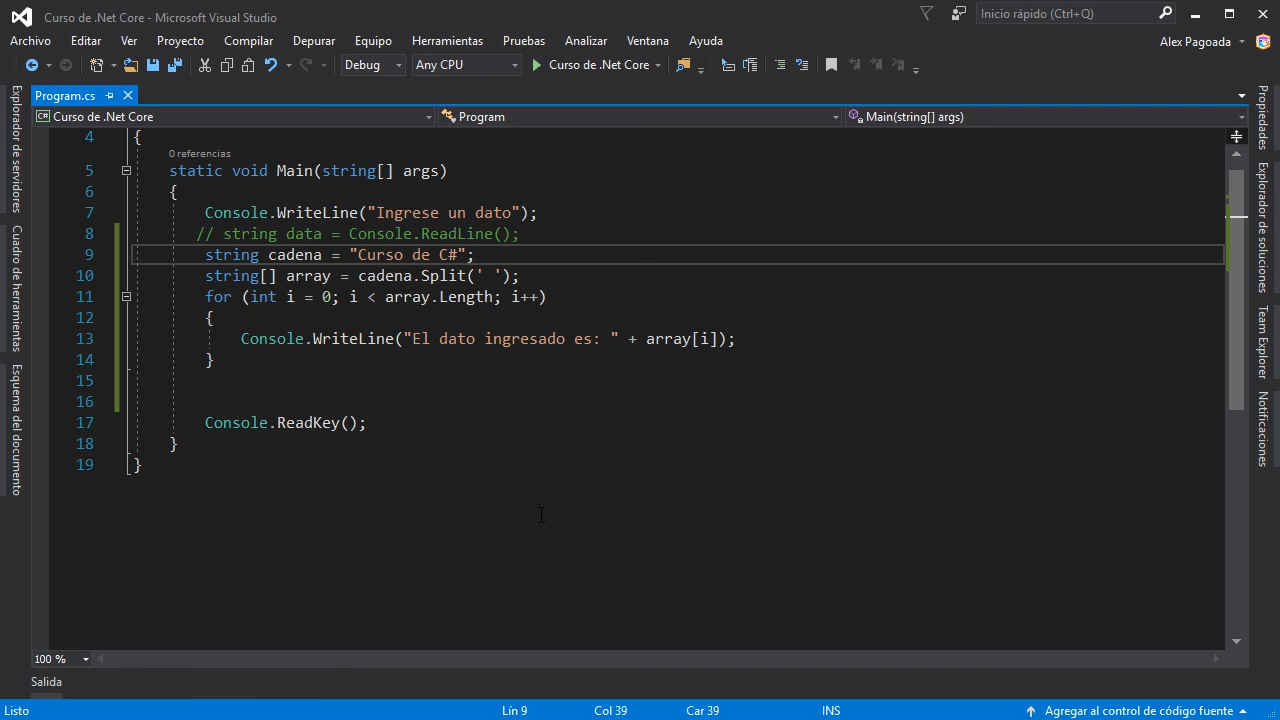 Curso de .Net Core - Microsoft Visual Studio
Inicio rápido (Ctrl+Q)
Archivo Editar Ver Proyecto Compilar Depurar Equipo Herramientas Pruebas Analizar Ventana Ayuda
Alex Pagoada
Debug Any CPU Curso de .Net Core
Program.cs
C# Curso de .Net Core Program Main(string[] args)
Explorador de servidores
Cuadro de herramientas
Esquema del documento
4 {
0 referencias
5 static void Main(string[] args)
6 {
7 Console.WriteLine("Ingrese un dato");
8 // string data = Console.ReadLine();
9 string cadena = "Curso de C#";
10 string[] array = cadena.Split(' ');
11 for (int i = 0; i < array.Length; i++)
12 {
13 Console.WriteLine("El dato ingresado es: " + array[i]);
14 }
15
16
17 Console.ReadKey();
18 }
19 }
Propiedades
Explorador de soluciones
Team Explorer
Notificaciones
100 %
Salida
Listo Lín 9 Col 39 Car 39 INS Agregar al control de código fuente